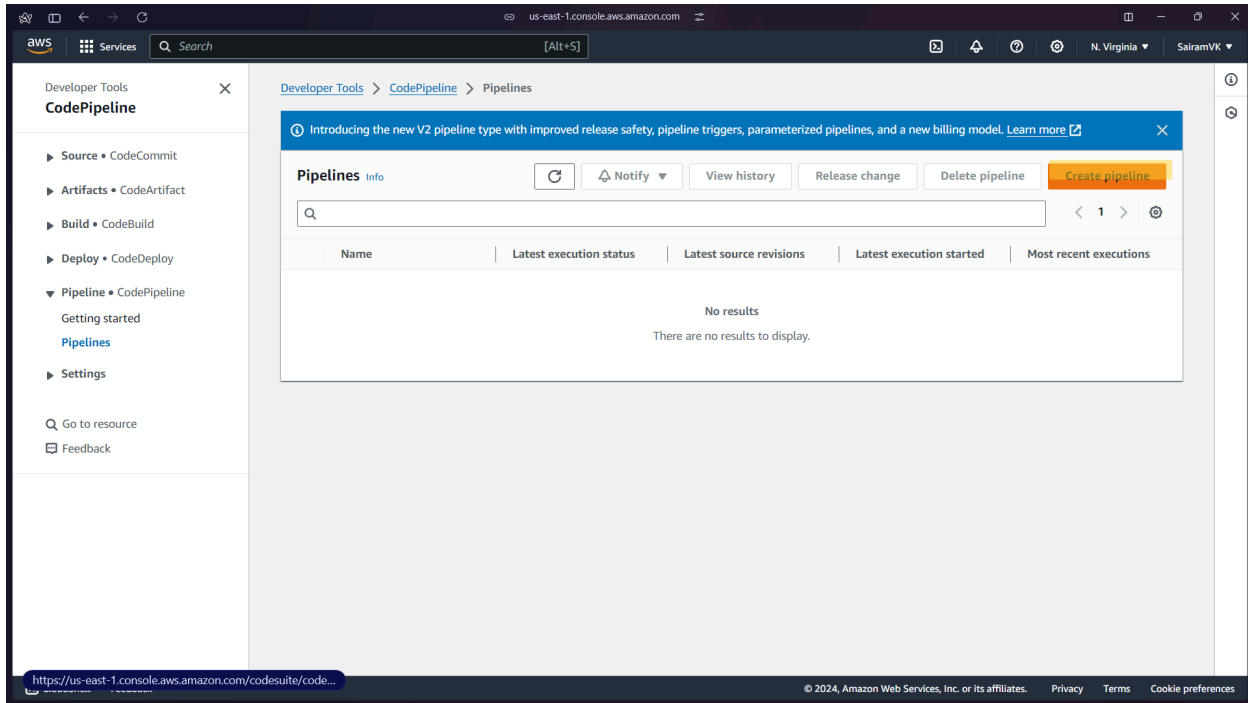 us-east-1.console.aws.amazon.com
aws Services Search [Alt+S] N. Virginia ▼ SairamVK ▼
Developer Tools
CodePipeline
Source • CodeCommit
Artifacts • CodeArtifact
Build • CodeBuild
Deploy • CodeDeploy
Pipeline • CodePipeline
Getting started
Pipelines
Settings
Go to resource
Feedback
Developer Tools > CodePipeline > Pipelines
Introducing the new V2 pipeline type with improved release safety, pipeline triggers, parameterized pipelines, and a new billing model. Learn more
Pipelines Info Notify ▼ View history Release change Delete pipeline Create pipeline
< 1 >
Name Latest execution status Latest source revisions Latest execution started Most recent executions
No results
There are no results to display.
https://us-east-1.console.aws.amazon.com/codesuite/code...
© 2024, Amazon Web Services, Inc. or its affiliates. Privacy Terms Cookie preferences